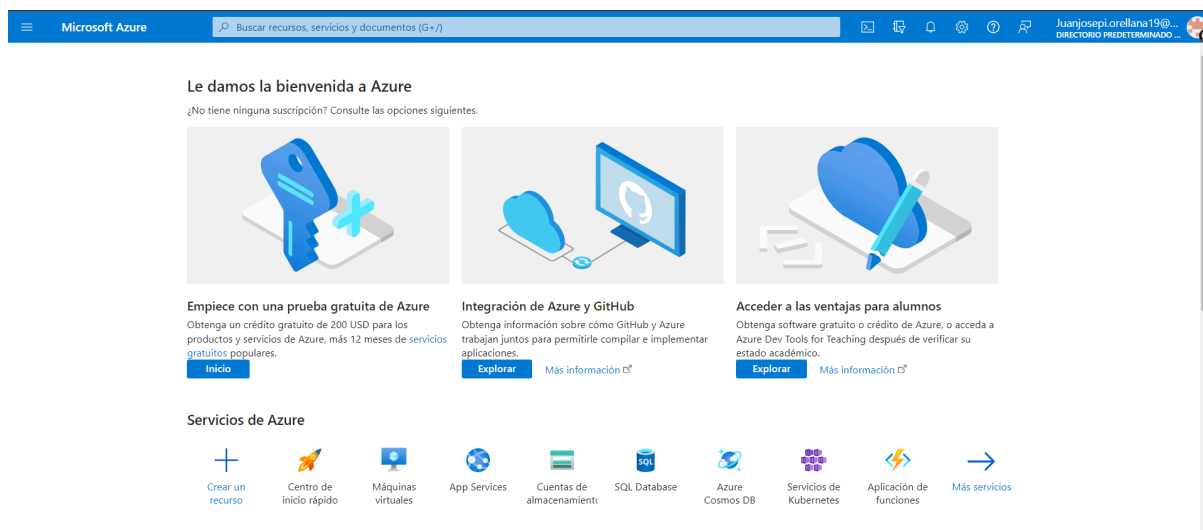 Microsoft Azure
Buscar recursos, servicios y documentos (G+/)
Juanjosepi.orellana19@...
DIRECTORIO PREDETERMINADO ...
Le damos la bienvenida a Azure
¿No tiene ninguna suscripción? Consulte las opciones siguientes.
Empiece con una prueba gratuita de Azure
Obtenga un crédito gratuito de 200 USD para los
productos y servicios de Azure, más 12 meses de servicios
gratuitos populares.
Inicio
Integración de Azure y GitHub
Obtenga información sobre cómo GitHub y Azure
trabajan juntos para permitirle compilar e implementar
aplicaciones.
Explorar Más información
Acceder a las ventajas para alumnos
Obtenga software gratuito o crédito de Azure, o acceda a
Azure Dev Tools for Teaching después de verificar su
estado académico.
Explorar Más información
Servicios de Azure
SQL
Crear un
recurso
Centro de
inicio rápido
Máquinas
virtuales
App Services
Cuentas de
almacenamiento
SQL Database
Azure
Cosmos DB
Servicios de
Kubernetes
Aplicación de
funciones
Más servicios